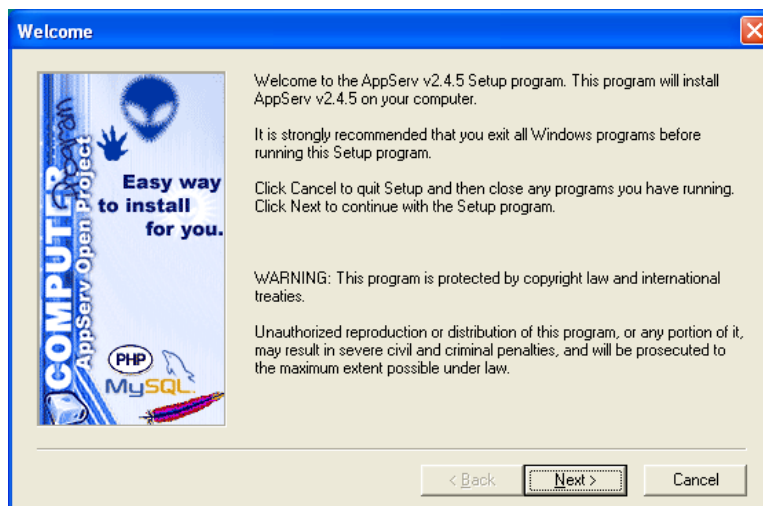 Welcome
Welcome to the AppServ v2.4.5 Setup program. This program will install
AppServ v2.4.5 on your computer.
It is strongly recommended that you exit all Windows programs before
running this Setup program.
Click Cancel to quit Setup and then close any programs you have running.
Click Next to continue with the Setup program.
WARNING: This program is protected by copyright law and international
treaties.
Unauthorized reproduction or distribution of this program, or any portion of it,
may result in severe civil and criminal penalties, and will be prosecuted to
the maximum extent possible under law.
COMPUTER
Program
AppServ Open Project
Easy way
to install
for you.
PHP
MySQL
< Back
Next >
Cancel